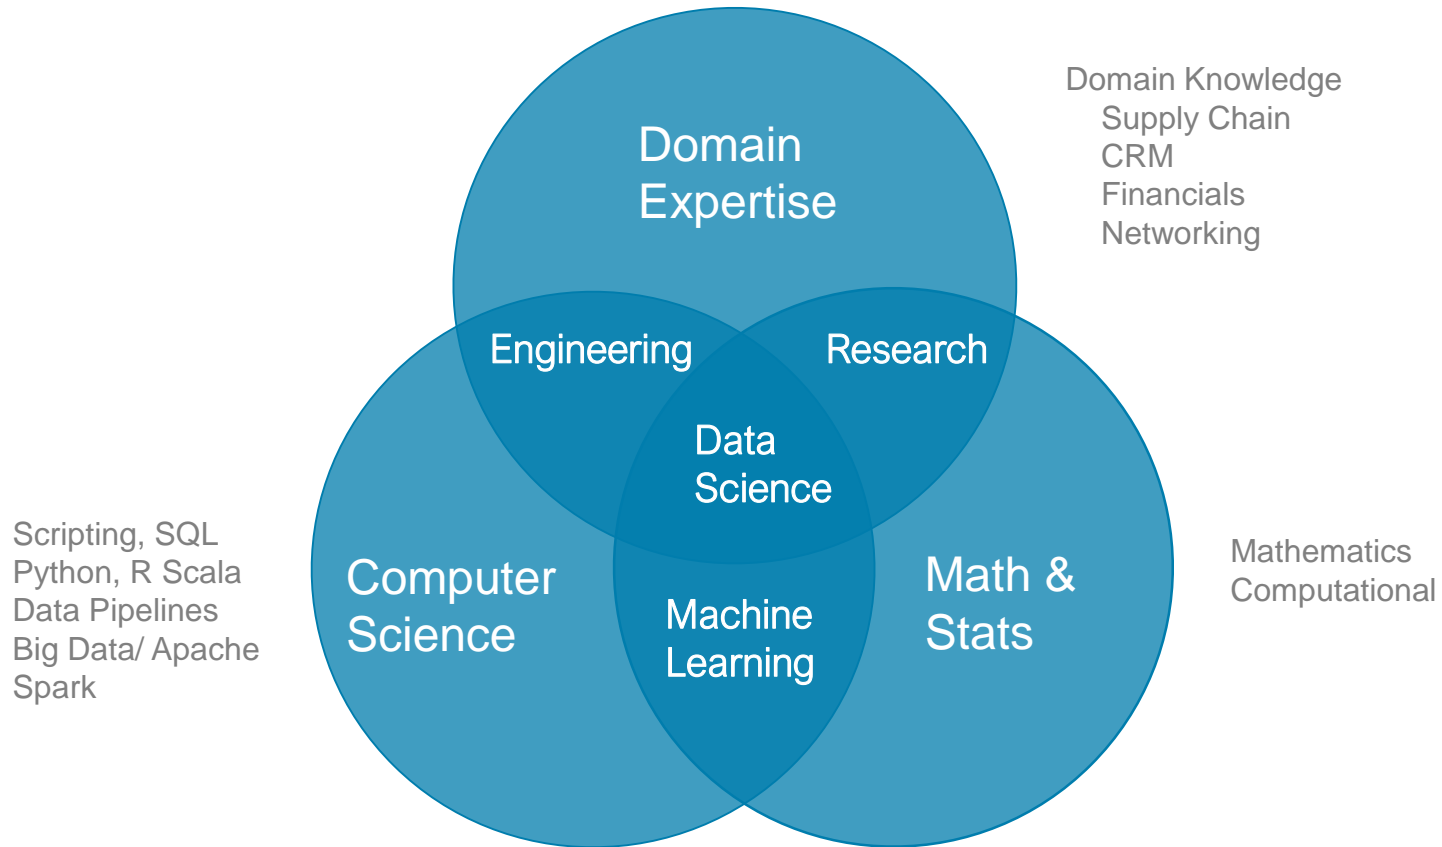 Domain Knowledge
Supply Chain
CRM
Financials
Networking
Domain
Expertise
Engineering
Research
Data
Science
Scripting, SQL
Python, R Scala
Data Pipelines
Big Data/ Apache
Spark
Computer
Science
Machine
Learning
Math &
Stats
Mathematics
Computational